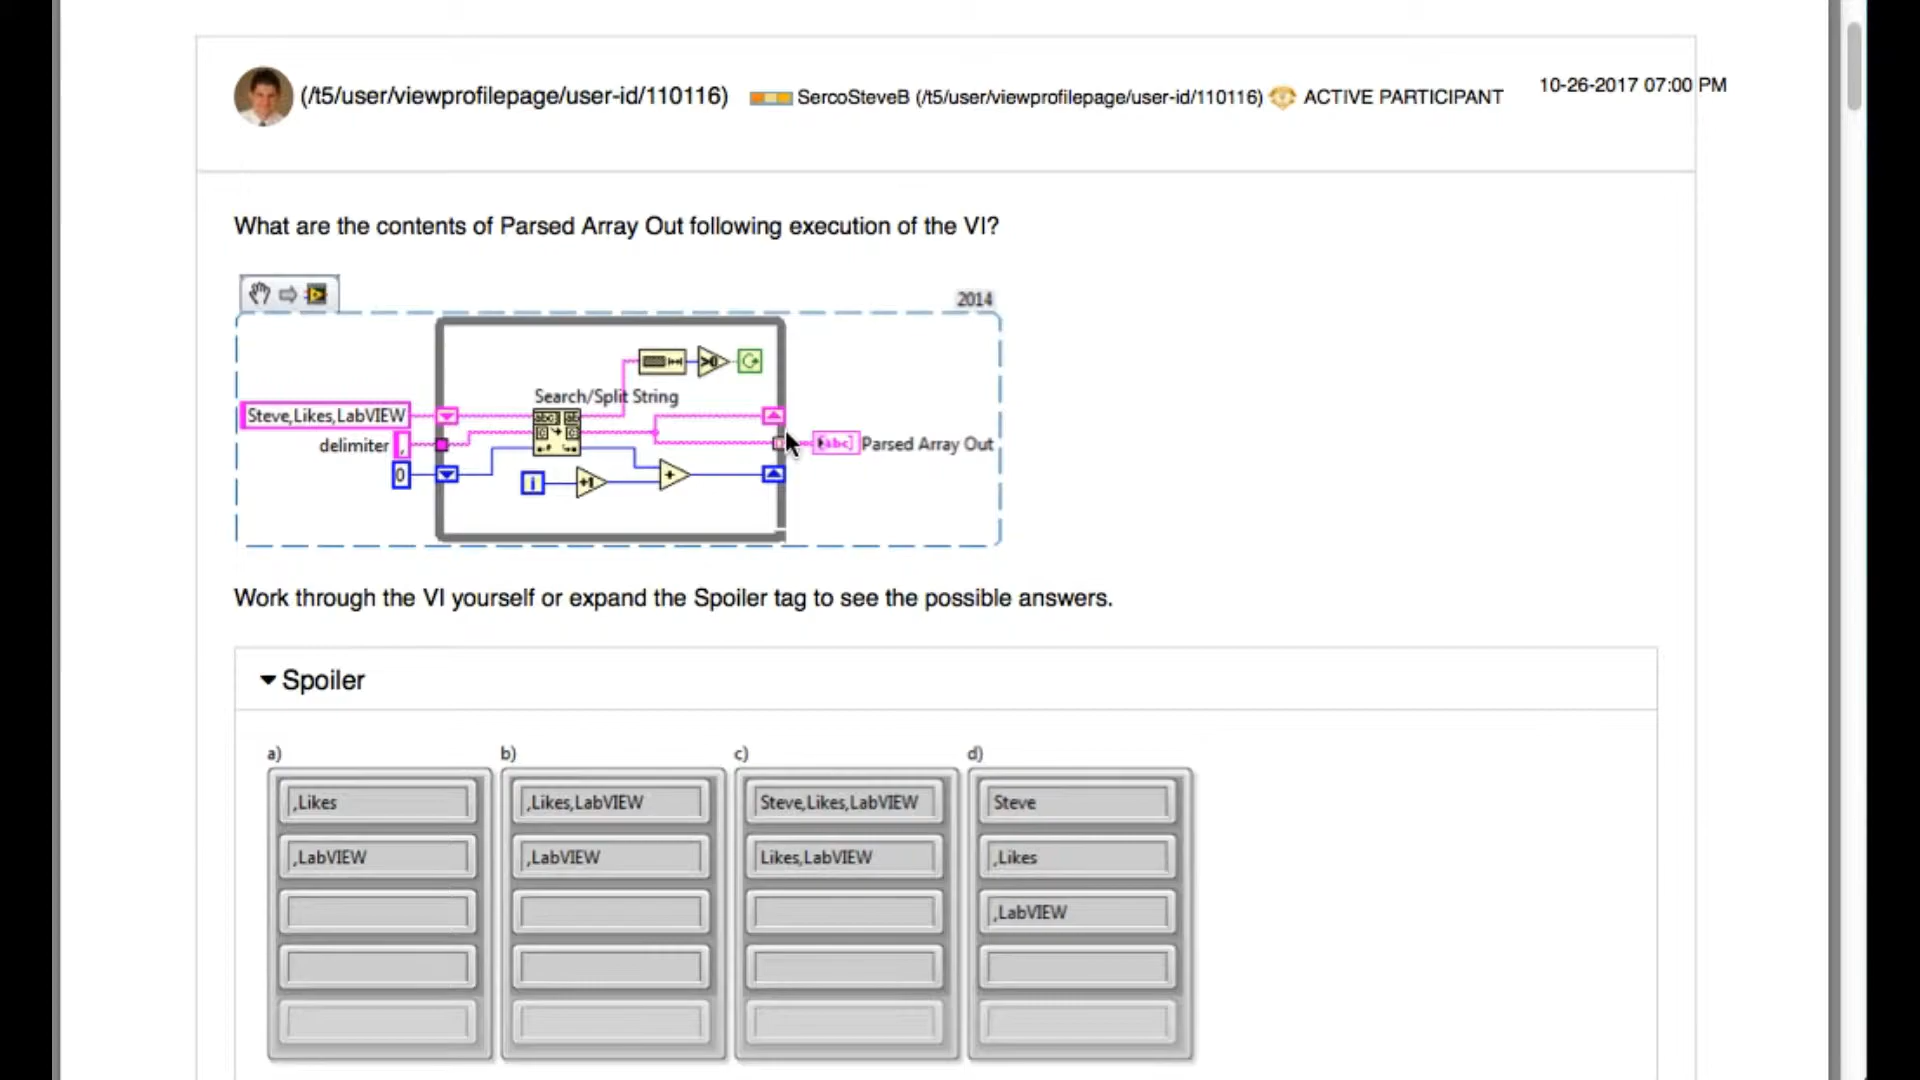 (/t5/user/viewprofilepage/user-id/110116) SercoSteveB (/t5/user/viewprofilepage/user-id/110116) ACTIVE PARTICIPANT 10-26-2017 07:00 PM
What are the contents of Parsed Array Out following execution of the VI?
2014
>0
Search/Split String
Steve,Likes,LabVIEW
delimiter ,
abc] Parsed Array Out
0
i +1 +
Work through the VI yourself or expand the Spoiler tag to see the possible answers.
Spoiler
a) b) c) d)
,Likes ,Likes,LabVIEW Steve,Likes,LabVIEW Steve
,LabVIEW ,LabVIEW Likes,LabVIEW ,Likes
,LabVIEW